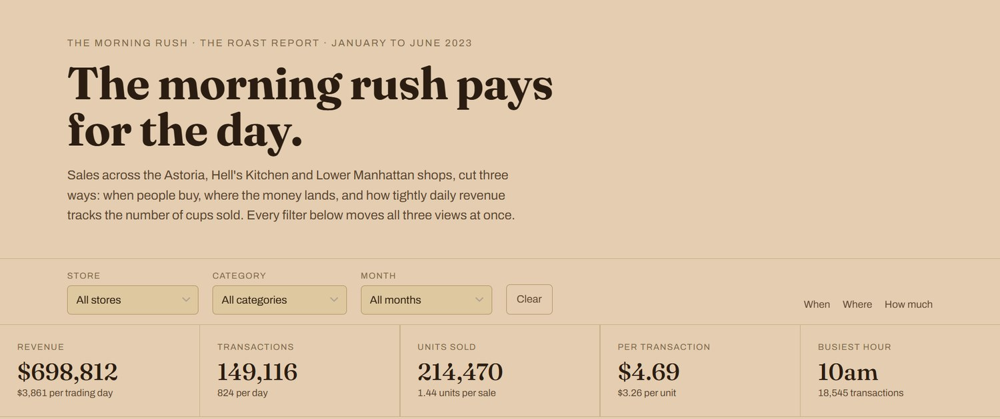 THE MORNING RUSH · THE ROAST REPORT · JANUARY TO JUNE 2023
The morning rush pays
for the day.
Sales across the Astoria, Hell's Kitchen and Lower Manhattan shops, cut three
ways: when people buy, where the money lands, and how tightly daily revenue
tracks the number of cups sold. Every filter below moves all three views at once.
STORE CATEGORY MONTH
All stores All categories All months Clear
When Where How much
REVENUE TRANSACTIONS UNITS SOLD PER TRANSACTION BUSIEST HOUR
$698,812 149,116 214,470 $4.69 10am
$3,861 per trading day 824 per day 1.44 units per sale $3.26 per unit 18,545 transactions